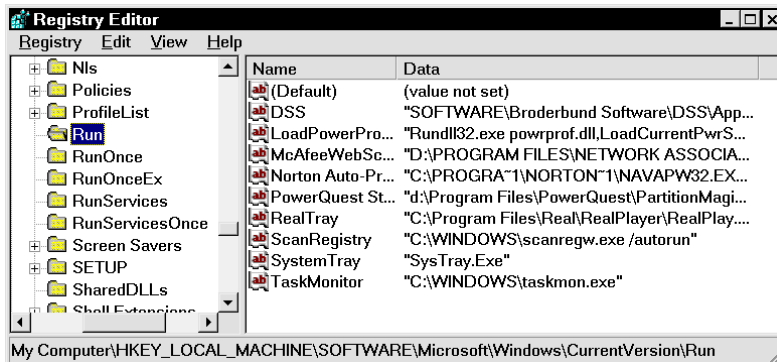 Registry Editor
Registry Edit View Help
Nls
Policies
ProfileList
Run
RunOnce
RunOnceEx
RunServices
RunServicesOnce
Screen Savers
SETUP
SharedDLLs
Shell Extensions
Name Data
(Default) (value not set)
DSS "SOFTWARE\Broderbund Software\DSS\App...
LoadPowerPro... "Rundll32.exe powrprof.dll,LoadCurrentPwrS...
McAfeeWebSc... "D:\PROGRAM FILES\NETWORK ASSOCIA...
Norton Auto-Pr... "C:\PROGRA~1\NORTON~1\NAVAPW32.EX...
PowerQuest St... "d:\Program Files\PowerQuest\PartitionMagi...
RealTray "C:\Program Files\Real\RealPlayer\RealPlay....
ScanRegistry "C:\WINDOWS\scanregw.exe /autorun"
SystemTray "SysTray.Exe"
TaskMonitor "C:\WINDOWS\taskmon.exe"
My Computer\HKEY_LOCAL_MACHINE\SOFTWARE\Microsoft\Windows\CurrentVersion\Run